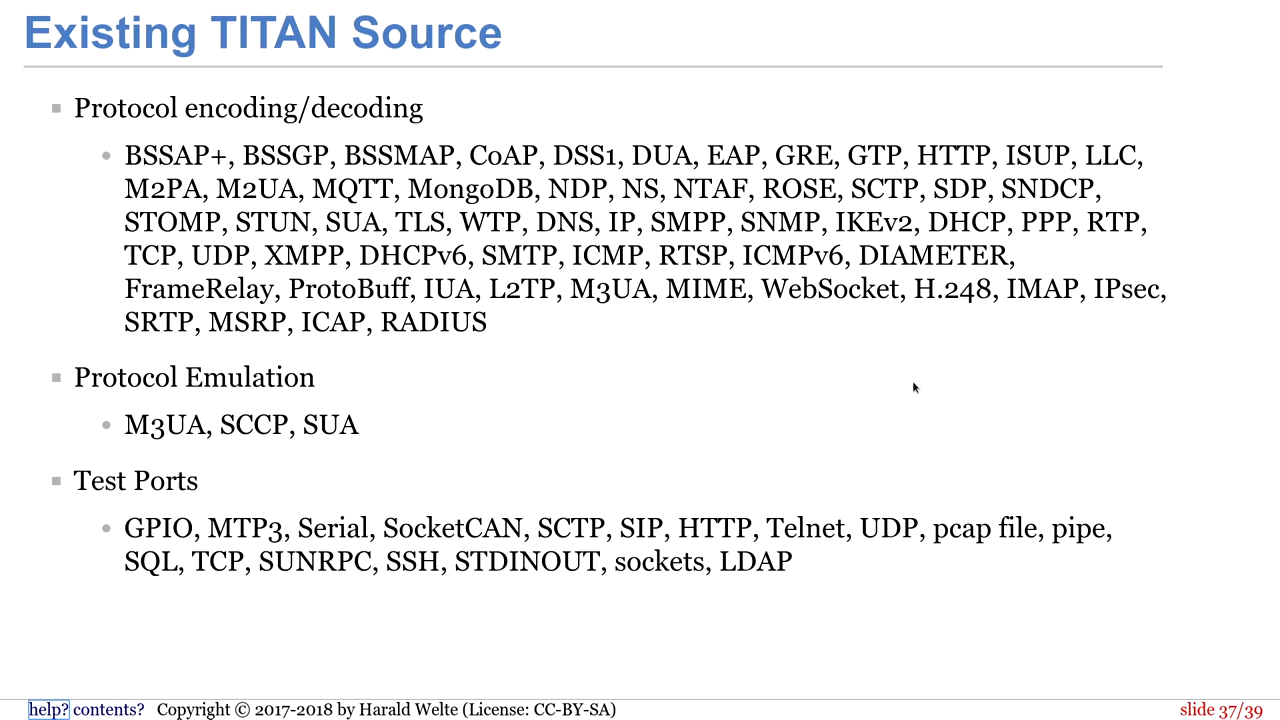 Existing TITAN Source
Protocol encoding/decoding
BSSAP+, BSSGP, BSSMAP, CoAP, DSS1, DUA, EAP, GRE, GTP, HTTP, ISUP, LLC,
M2PA, M2UA, MQTT, MongoDB, NDP, NS, NTAF, ROSE, SCTP, SDP, SNDCP,
STOMP, STUN, SUA, TLS, WTP, DNS, IP, SMPP, SNMP, IKEv2, DHCP, PPP, RTP,
TCP, UDP, XMPP, DHCPv6, SMTP, ICMP, RTSP, ICMPv6, DIAMETER,
FrameRelay, ProtoBuff, IUA, L2TP, M3UA, MIME, WebSocket, H.248, IMAP, IPsec,
SRTP, MSRP, ICAP, RADIUS
Protocol Emulation
M3UA, SCCP, SUA
Test Ports
GPIO, MTP3, Serial, SocketCAN, SCTP, SIP, HTTP, Telnet, UDP, pcap file, pipe,
SQL, TCP, SUNRPC, SSH, STDINOUT, sockets, LDAP
help? contents? Copyright © 2017-2018 by Harald Welte (License: CC-BY-SA) slide 37/39